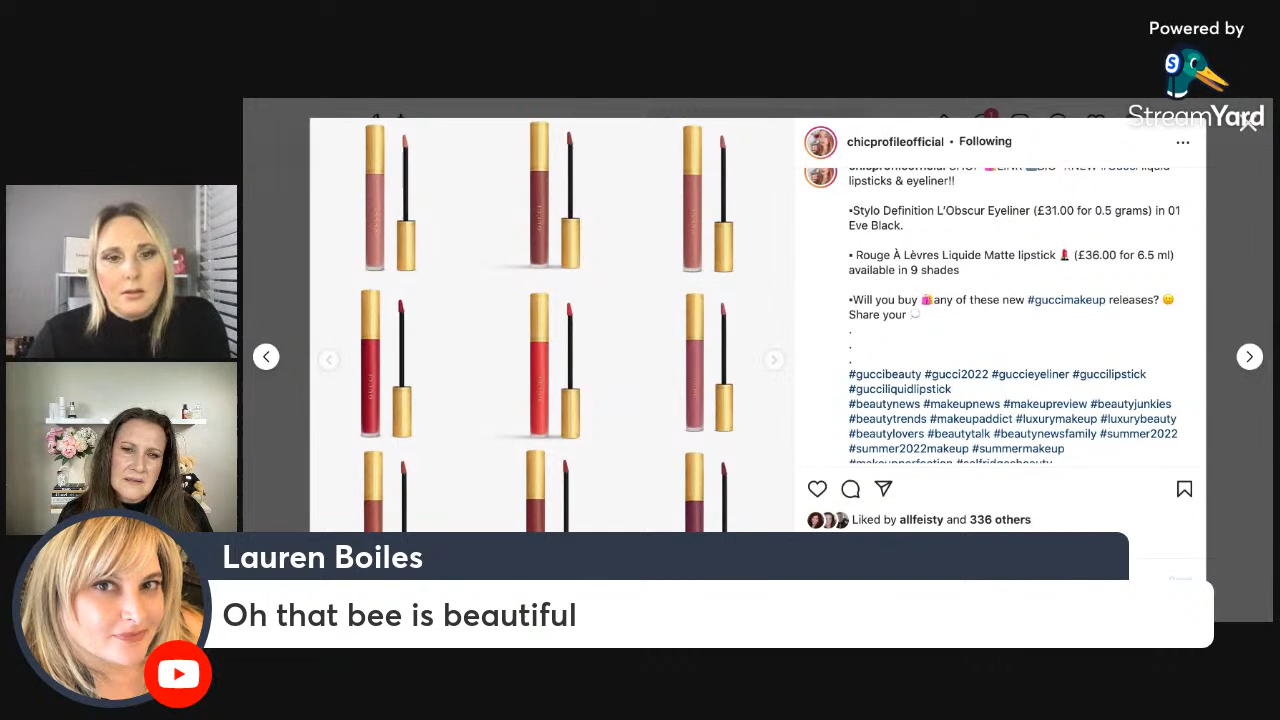 Powered by
StreamYard
chicprofileofficial • Following
lipsticks & eyeliner!!
▪Stylo Definition L'Obscur Eyeliner (£31.00 for 0.5 grams) in 01
Eve Black.
▪ Rouge À Lèvres Liquide Matte lipstick 💄 (£36.00 for 6.5 ml)
available in 9 shades
▪Will you buy 🛍️any of these new #guccimakeup releases? 🙂
Share your 💭
.
.
.
#guccibeauty #gucci2022 #guccieyeliner #guccilipstick
#gucciliquidlipstick
#beautynews #makeupnews #makeupreview #beautyjunkies
#beautytrends #makeupaddict #luxurymakeup #luxurybeauty
#beautylovers #beautytalk #beautynewsfamily #summer2022
#summer2022makeup #summermakeup
#makeupperfection #selfridgesbeauty
Liked by allfeisty and 336 others
Lauren Boiles
Oh that bee is beautiful